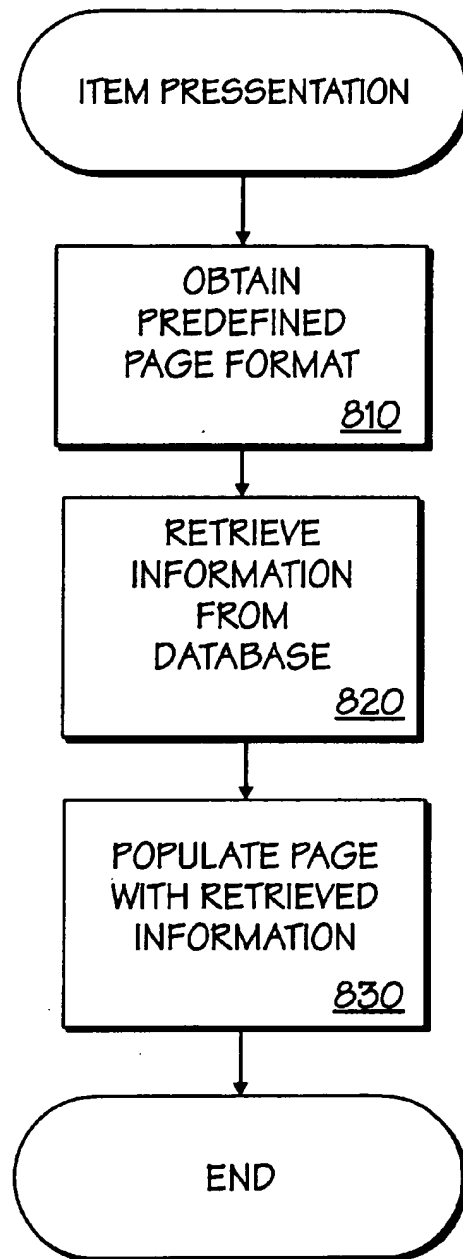 ITEM PRESSENTATION
OBTAIN
PREDEFINED
PAGE FORMAT
810
RETRIEVE
INFORMATION
FROM
DATABASE
820
POPULATE PAGE
WITH RETRIEVED
INFORMATION
830
END